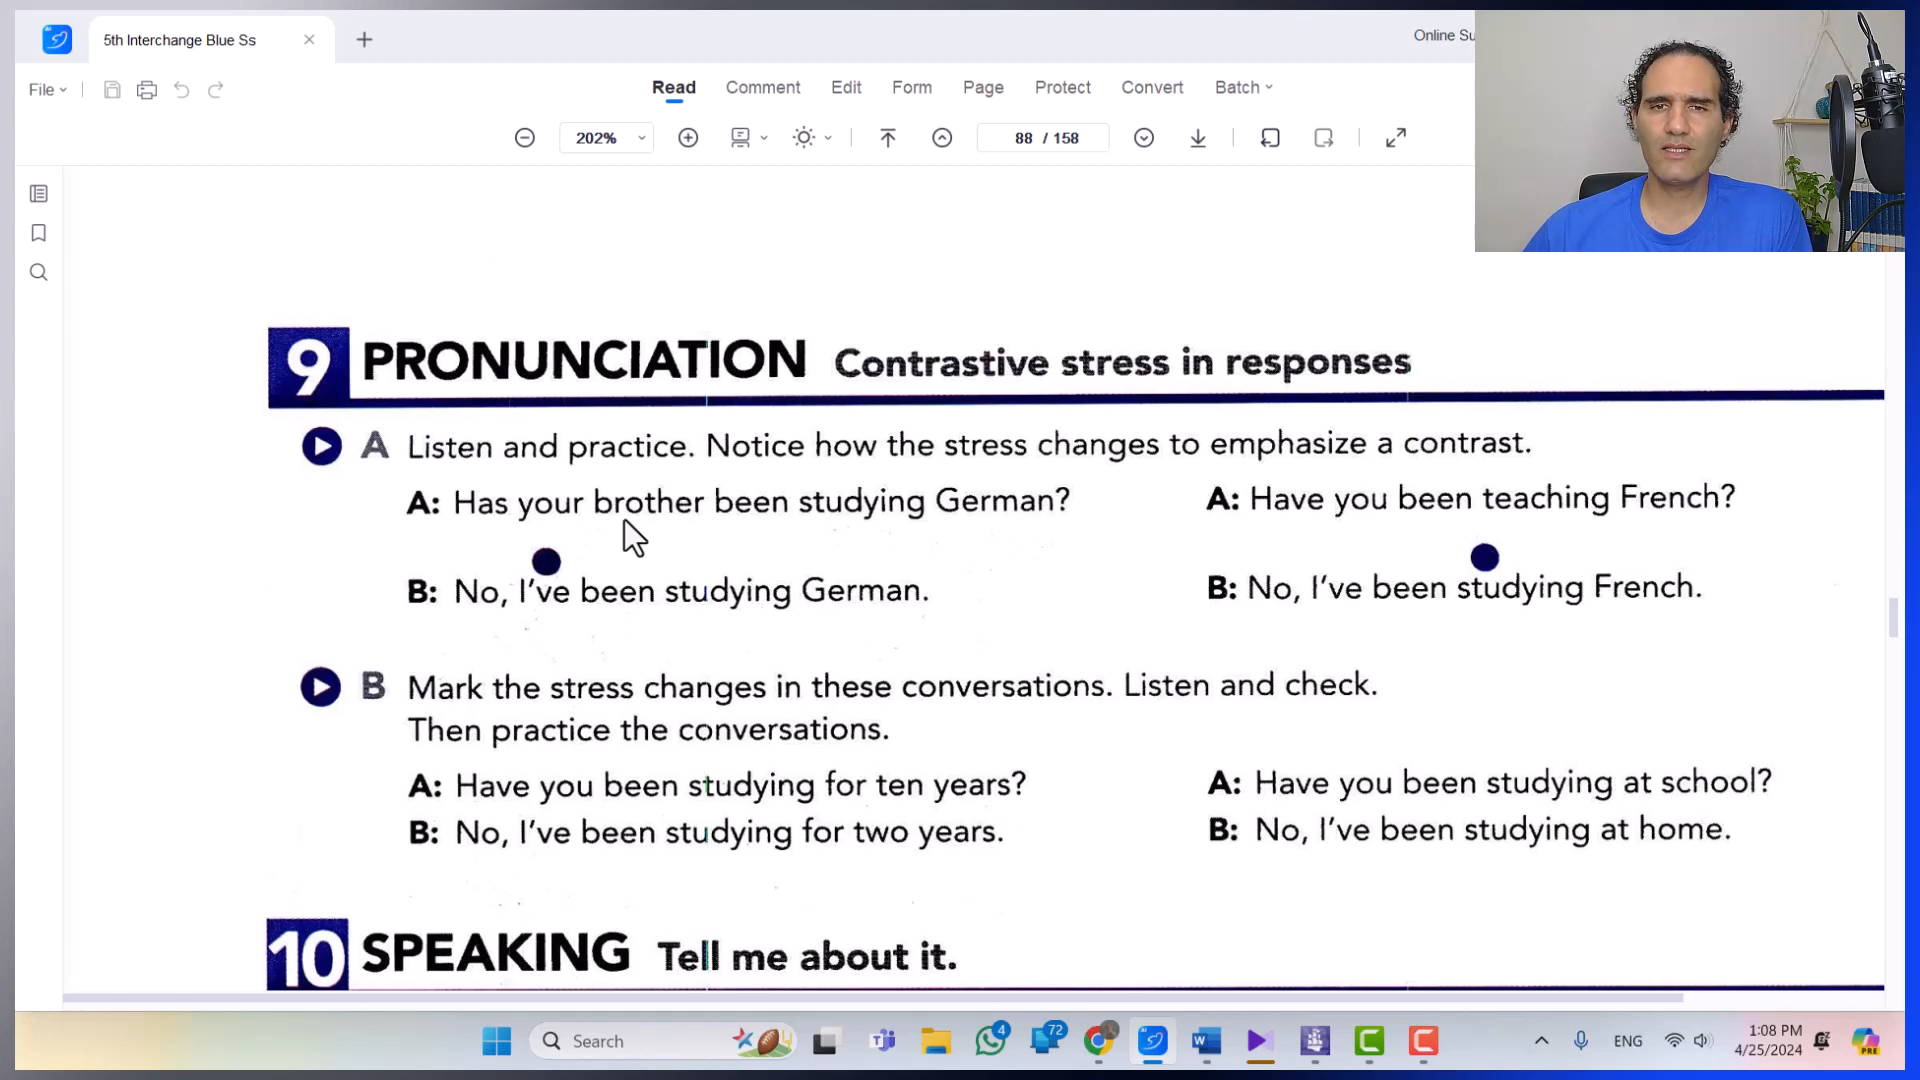 5th Interchange Blue Ss
Online Su
File
Read Comment Edit Form Page Protect Convert Batch
202%
88 / 158
9 PRONUNCIATION Contrastive stress in responses
A Listen and practice. Notice how the stress changes to emphasize a contrast.
A: Has your brother been studying German?
B: No, I've been studying German.
A: Have you been teaching French?
B: No, I've been studying French.
B Mark the stress changes in these conversations. Listen and check.
Then practice the conversations.
A: Have you been studying for ten years?
B: No, I've been studying for two years.
A: Have you been studying at school?
B: No, I've been studying at home.
10 SPEAKING Tell me about it.
Search
4
72
ENG
1:08 PM
4/25/2024
PRE